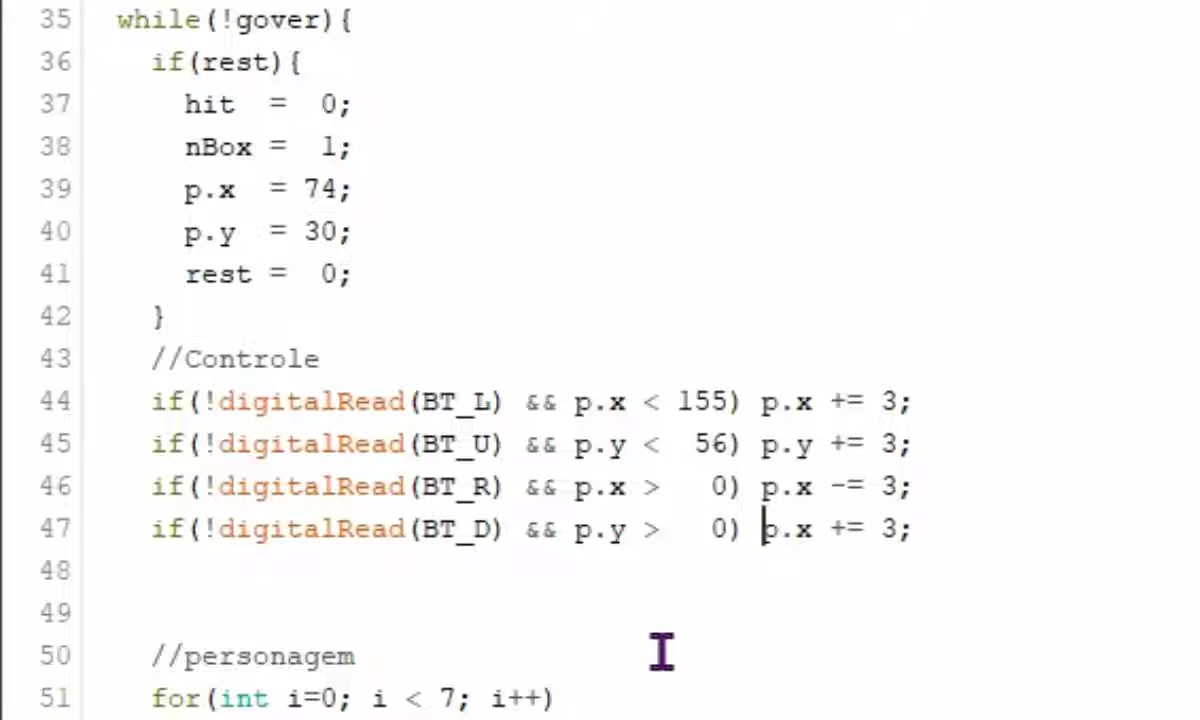 35 while(!gover){
36 if(rest){
37 hit = 0;
38 nBox = 1;
39 p.x = 74;
40 p.y = 30;
41 rest = 0;
42 }
43 //Controle
44 if(!digitalRead(BT_L) && p.x < 155) p.x += 3;
45 if(!digitalRead(BT_U) && p.y < 56) p.y += 3;
46 if(!digitalRead(BT_R) && p.x > 0) p.x -= 3;
47 if(!digitalRead(BT_D) && p.y > 0) p.x += 3;
48
49
50 //personagem
51 for(int i=0; i < 7; i++)